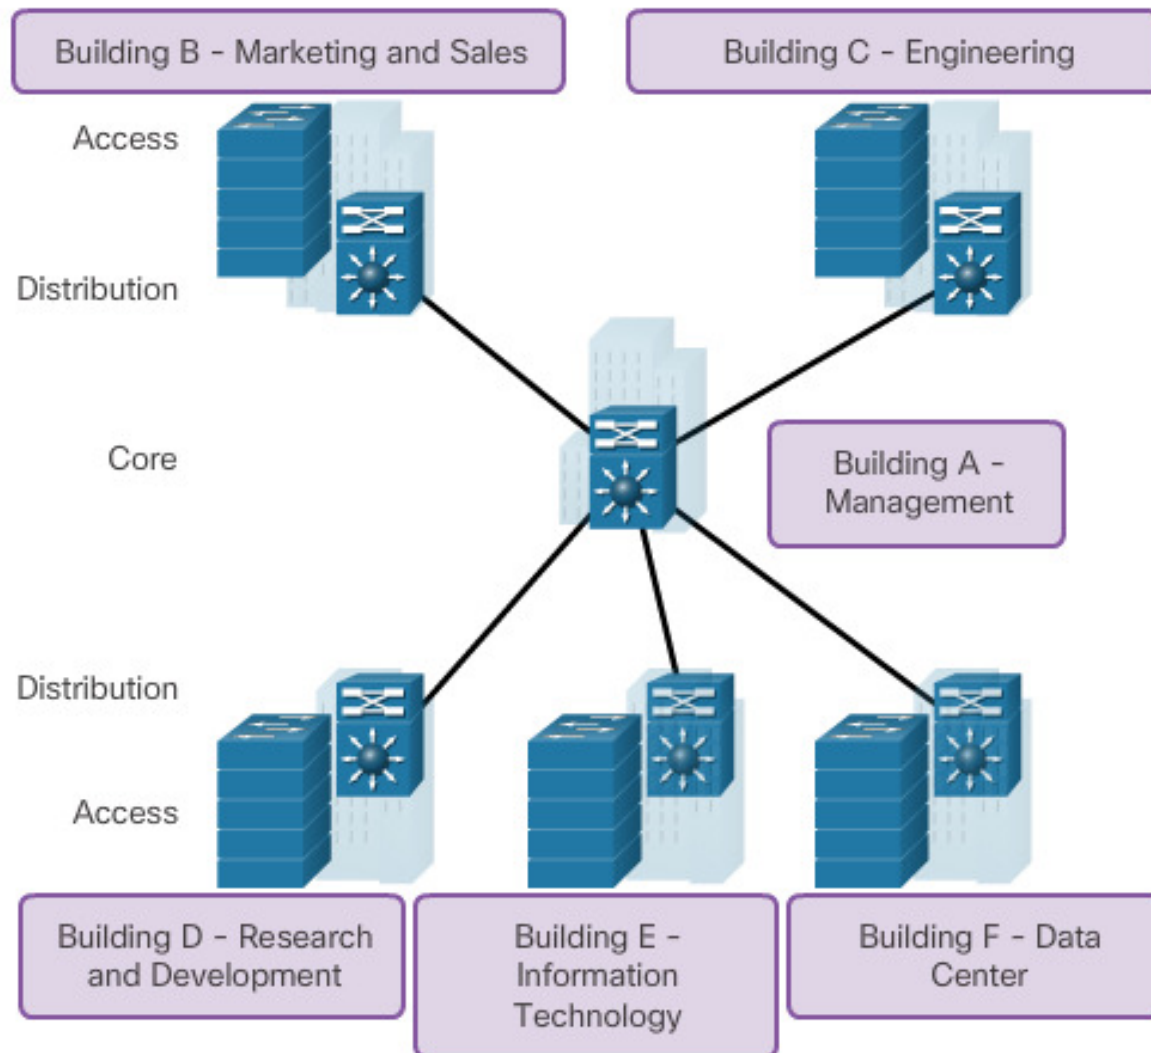 Building B - Marketing and Sales
Building C - Engineering
Access
Distribution
Core
Building A -
Management
Distribution
Access
Building D - Research
and Development
Building E -
Information
Technology
Building F - Data
Center